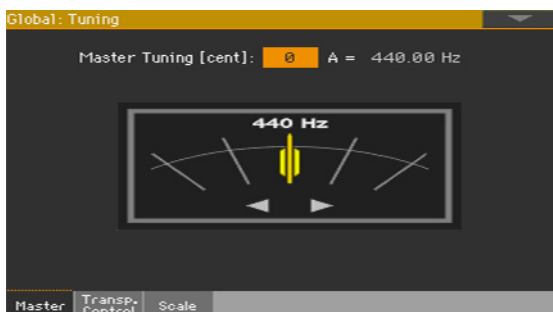 Global: Tuning
Master Tuning [cent]: 0 A = 440.00 Hz
440 Hz
Master Transp. Control Scale